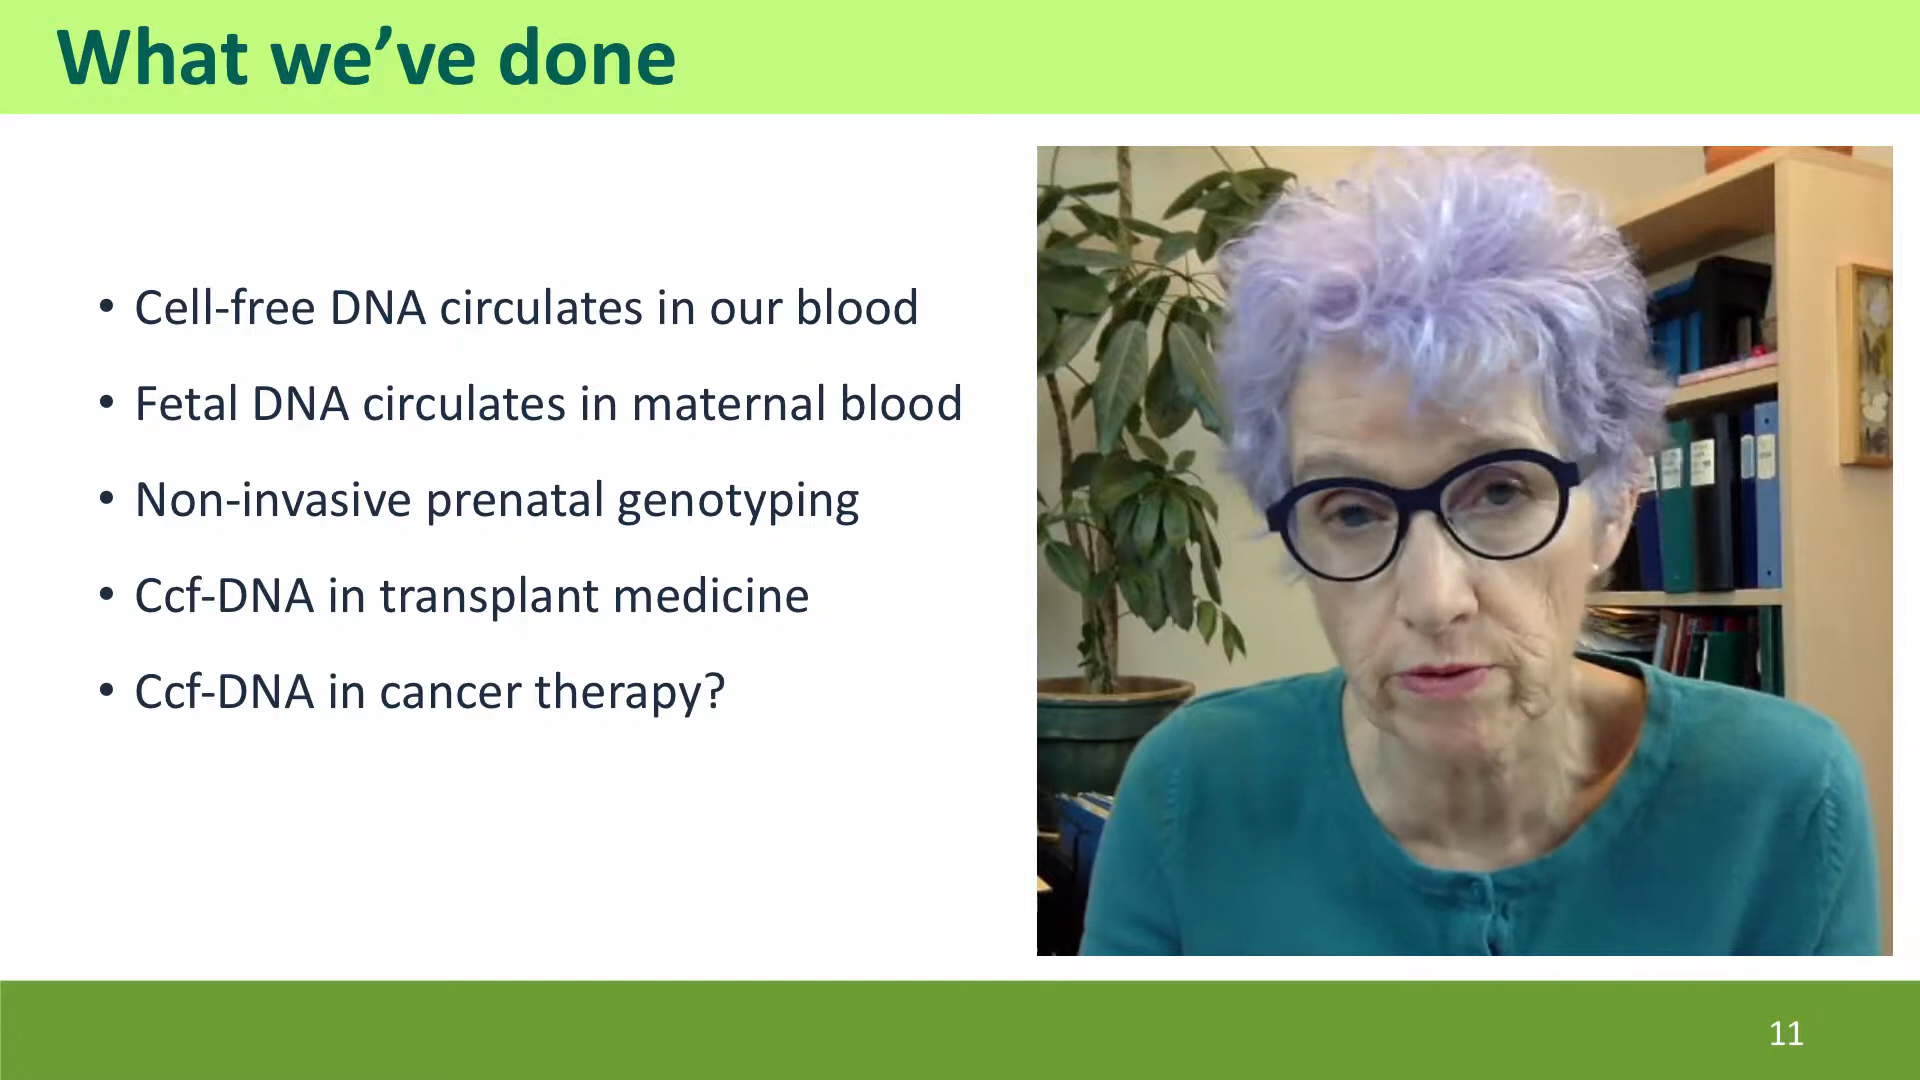 What we’ve done
• Cell-free DNA circulates in our blood
• Fetal DNA circulates in maternal blood
• Non-invasive prenatal genotyping
• Ccf-DNA in transplant medicine
• Ccf-DNA in cancer therapy?
11